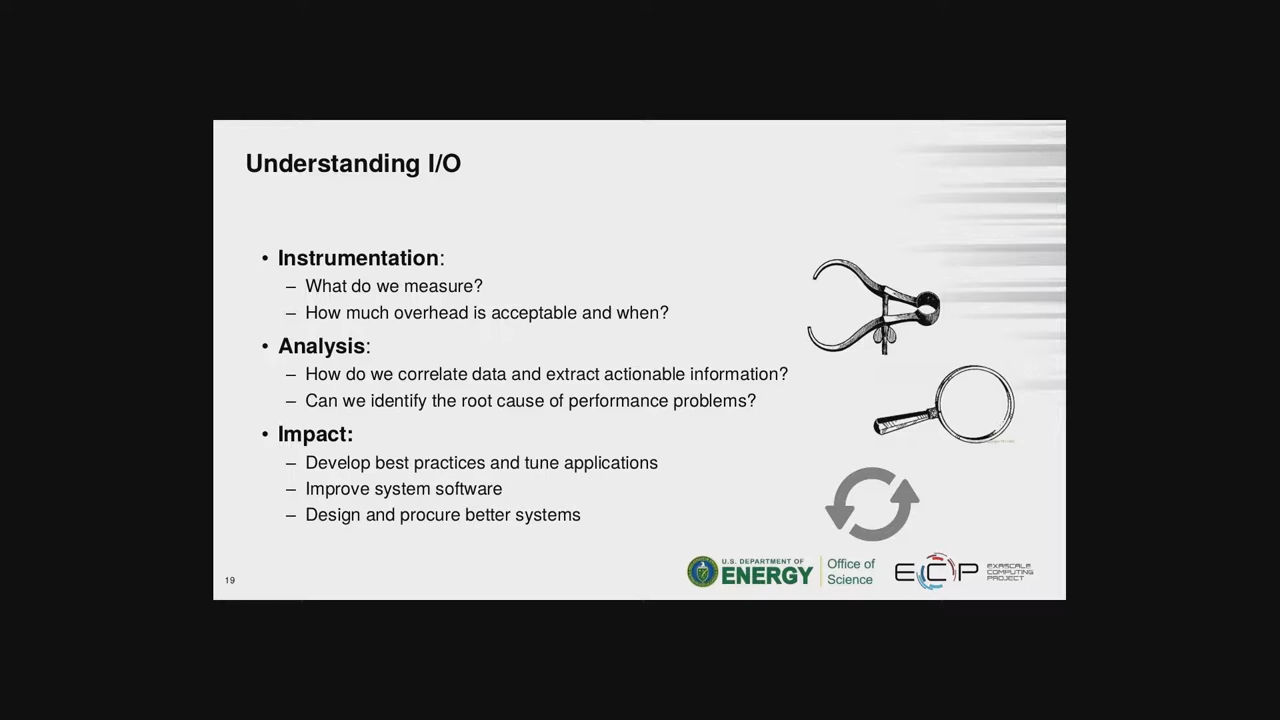 Understanding I/O
• Instrumentation:
– What do we measure?
– How much overhead is acceptable and when?
• Analysis:
– How do we correlate data and extract actionable information?
– Can we identify the root cause of performance problems?
• Impact:
– Develop best practices and tune applications
– Improve system software
– Design and procure better systems
19
U.S. DEPARTMENT OF
ENERGY
Office of
Science
ECP
EXASCALE
COMPUTING
PROJECT